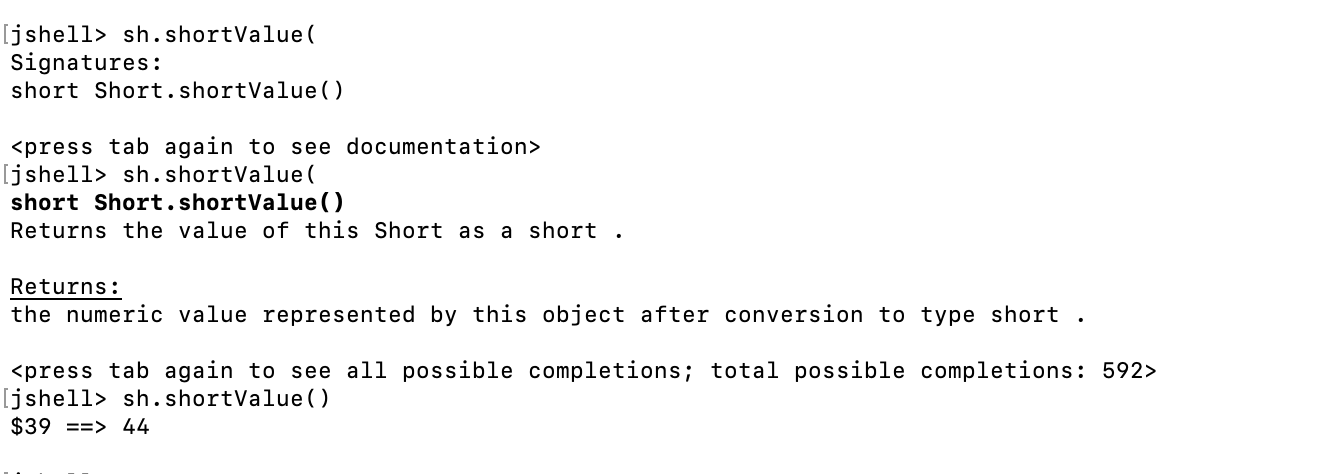 [jshell> sh.shortValue(
Signatures:
short Short.shortValue()
<press tab again to see documentation>
[jshell> sh.shortValue(
short Short.shortValue()
Returns the value of this Short as a short .
Returns:
the numeric value represented by this object after conversion to type short .
<press tab again to see all possible completions; total possible completions: 592>
[jshell> sh.shortValue()
$39 ==> 44